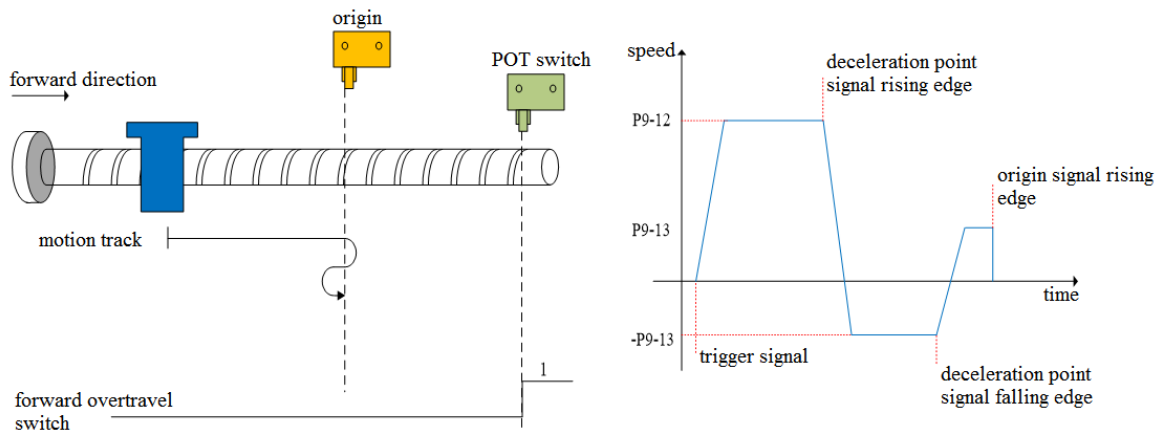 origin
POT switch
forward direction
motion track
forward overtravel
switch
1
speed
deceleration point
signal rising edge
P9-12
origin signal rising
edge
P9-13
time
-P9-13
trigger signal
deceleration point
signal falling edge